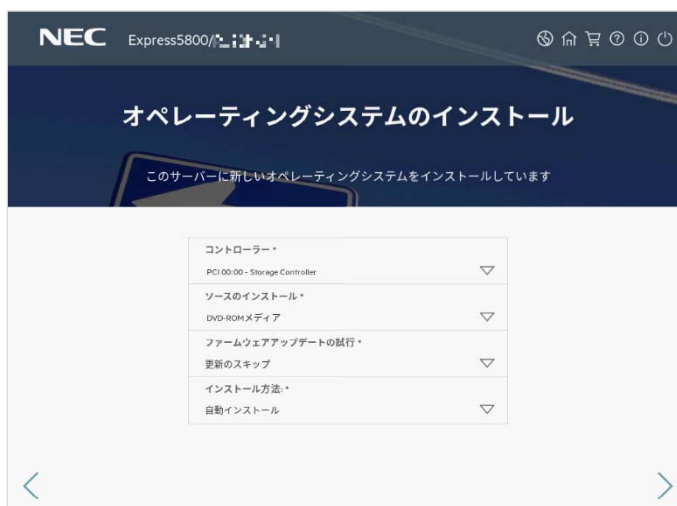 NEC Express5800/
オペレーティングシステムのインストール
このサーバーに新しいオペレーティングシステムをインストールしています
コントローラー *
PCI 00:00 - Storage Controller
ソースのインストール *
DVD-ROMメディア
ファームウェアアップデートの試行 *
更新のスキップ
インストール方法: *
自動インストール